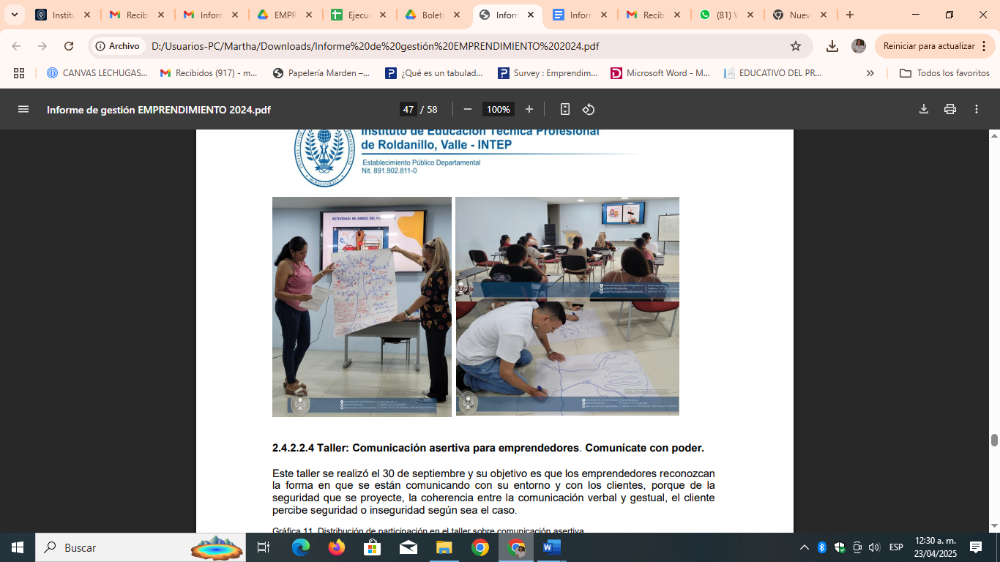 Institu
Recib
Inform
EMPR
Ejecu
Boletí
Inform
Inform
Recib
(81) W
Nueva
Archivo
D:/Usuarios-PC/Martha/Downloads/Informe%20de%20gestión%20EMPRENDIMIENTO%202024.pdf
Reiniciar para actualizar
CANVAS LECHUGAS...
Recibidos (917) - m...
Papelería Marden –...
¿Qué es un tabulad...
Survey : Emprendim...
Microsoft Word - M...
EDUCATIVO DEL PR...
Todos los favoritos
Informe de gestión EMPRENDIMIENTO 2024.pdf
47 / 58
100%
Instituto de Educación Técnica Profesional
de Roldanillo, Valle - INTEP
Establecimiento Público Departamental
Nit. 891.902.811-0
ACTIVIDAD: MI ARBOL DEL
2.4.2.2.4 Taller: Comunicación asertiva para emprendedores. Comunícate con poder.
Este taller se realizó el 30 de septiembre y su objetivo es que los emprendedores reconozcan
la forma en que se están comunicando con su entorno y con los clientes, porque de la
seguridad que se proyecte, la coherencia entre la comunicación verbal y gestual, el cliente
percibe seguridad o inseguridad según sea el caso.
Gráfica 11. Distribución de participación en el taller sobre comunicación asertiva
Buscar
ESP
12:30 a. m.
23/04/2025